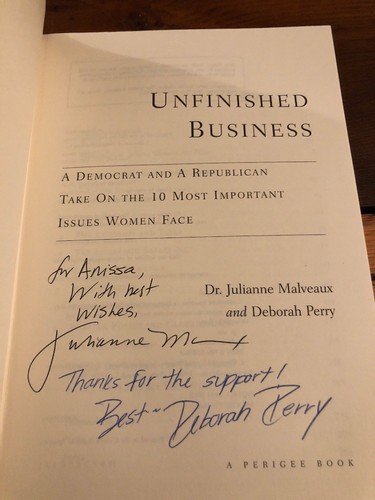 UNFINISHED
BUSINESS
A DEMOCRAT AND A REPUBLICAN
TAKE ON THE 10 MOST IMPORTANT
ISSUES WOMEN FACE
Dr. Julianne Malveaux
and Deborah Perry
for Anissa,
With best
Wishes,
Julianne
Thanks for the support!
Best~ Deborah Perry
A PERIGEE BOOK